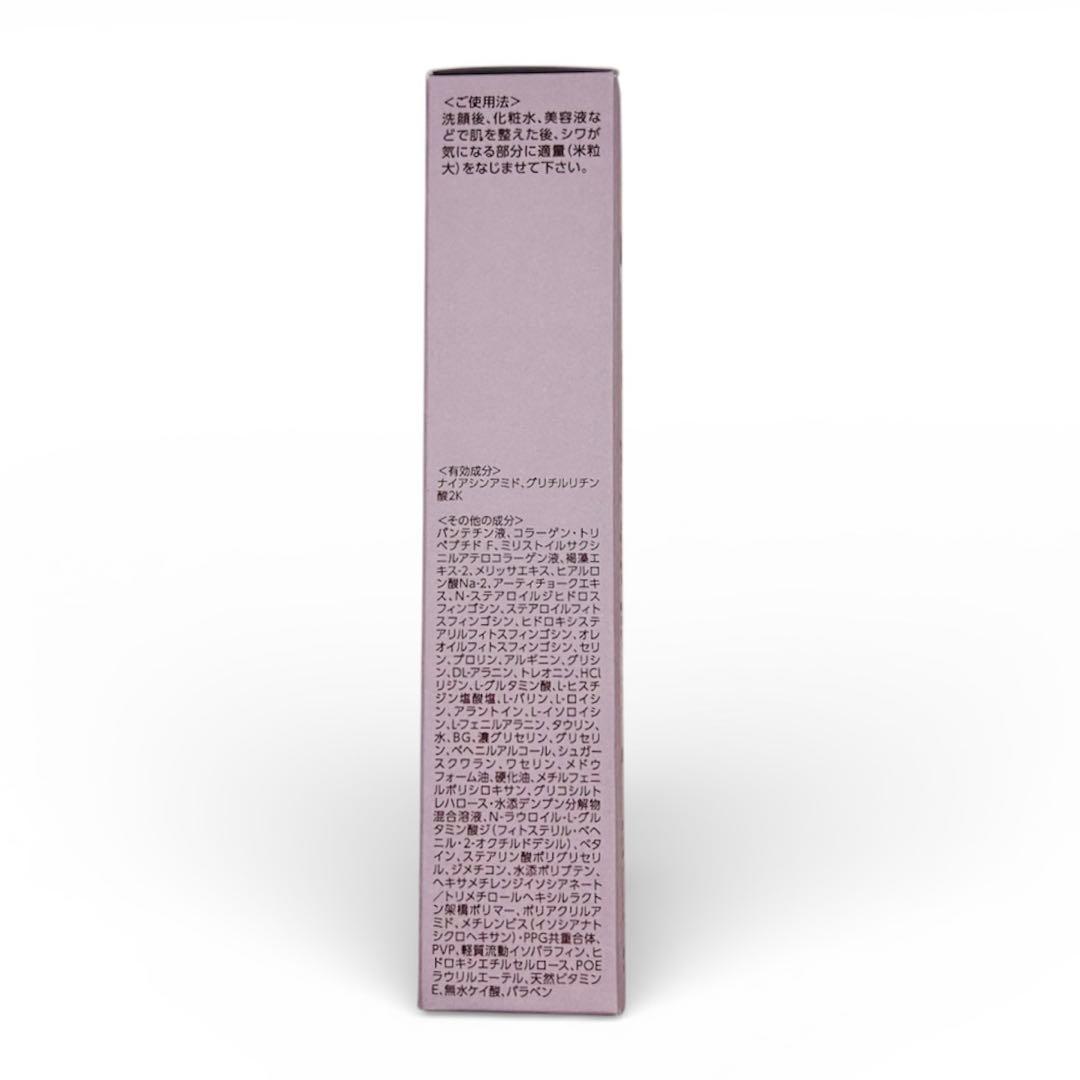 ＜ご使用法＞
洗顔後、化粧水、美容液な
どで肌を整えた後、シワが
気になる部分に適量（米粒
大）をなじませて下さい。
＜有効成分＞
ナイアシンアミド、グリチルリチン
酸2K
＜その他の成分＞
パンテチン液、コラーゲン・トリ
ペプチド F、ミリストイルサクシ
ニルアテロコラーゲン液、褐藻エ
キス-2、メリッサエキス、ヒアルロ
ン酸Na-2、アーティチョークエキ
ス、N-ステアロイルジヒドロス
フィンゴシン、ステアロイルフィト
スフィンゴシン、ヒドロキシステ
アリルフィトスフィンゴシン、オレ
オイルフィトスフィンゴシン、セリ
ン、プロリン、アルギニン、グリシ
ン、DL-アラニン、トレオニン、HCl
リジン、L-グルタミン酸、L-ヒスチ
ジン塩酸塩、L-バリン、L-ロイシ
ン、アラントイン、L-イソロイシ
ン、L-フェニルアラニン、タウリン、
水、BG、濃グリセリン、グリセリ
ン、ベヘニルアルコール、シュガー
スクワラン、ワセリン、メドウ
フォーム油、硬化油、メチルフェニ
ルポリシロキサン、グリコシルト
レハロース・水添デンプン分解物
混合溶液、N-ラウロイル-L-グル
タミン酸ジ（フィトステリル・ベヘ
ニル・2-オクチルドデシル）、ベタ
イン、ステアリン酸ポリグリセリ
ル、ジメチコン、水添ポリブテン、
ヘキサメチレンジイソシアネート
／トリメチロールヘキシルラクト
ン架橋ポリマー、ポリアクリルア
ミド、メチレンビス（イソシアナト
シクロヘキサン）・PPG共重合体、
PVP、軽質流動イソパラフィン、ヒ
ドロキシエチルセルロース、POE
ラウリルエーテル、天然ビタミン
E、無水ケイ酸、パラベン